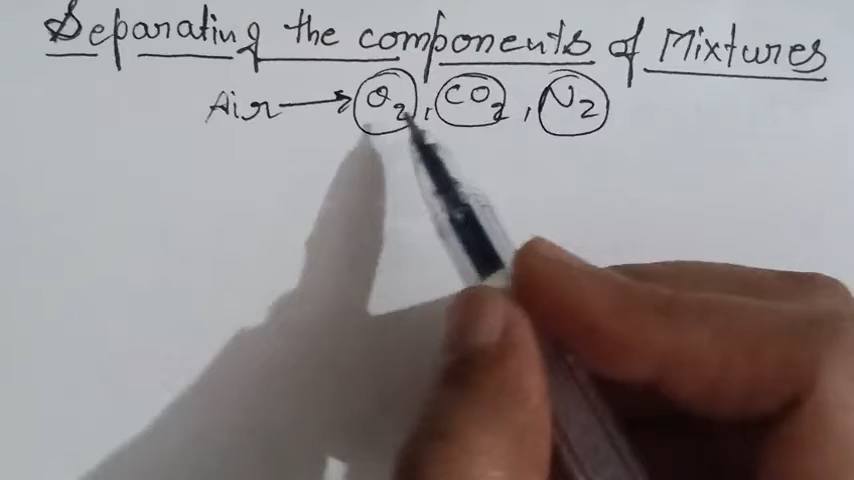 Separating the components of Mixtures
Air → O₂, CO₂, N₂